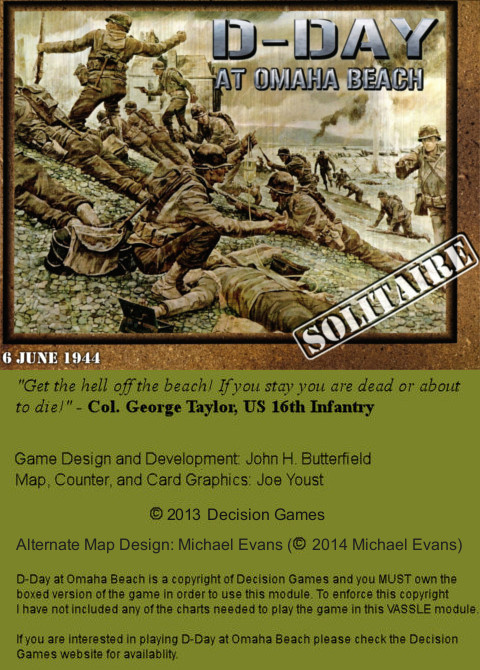 D-DAY
AT OMAHA BEACH
SOLITAIRE
6 JUNE 1944
"Get the hell off the beach! If you stay you are dead or about
to die!" - Col. George Taylor, US 16th Infantry
Game Design and Development: John H. Butterfield
Map, Counter, and Card Graphics: Joe Youst
© 2013 Decision Games
Alternate Map Design: Michael Evans (© 2014 Michael Evans)
D-Day at Omaha Beach is a copyright of Decision Games and you MUST own the
boxed version of the game in order to use this module. To enforce this copyright
I have not included any of the charts needed to play the game in this VASSLE module.
If you are interested in playing D-Day at Omaha Beach please check the Decision
Games website for availablity.